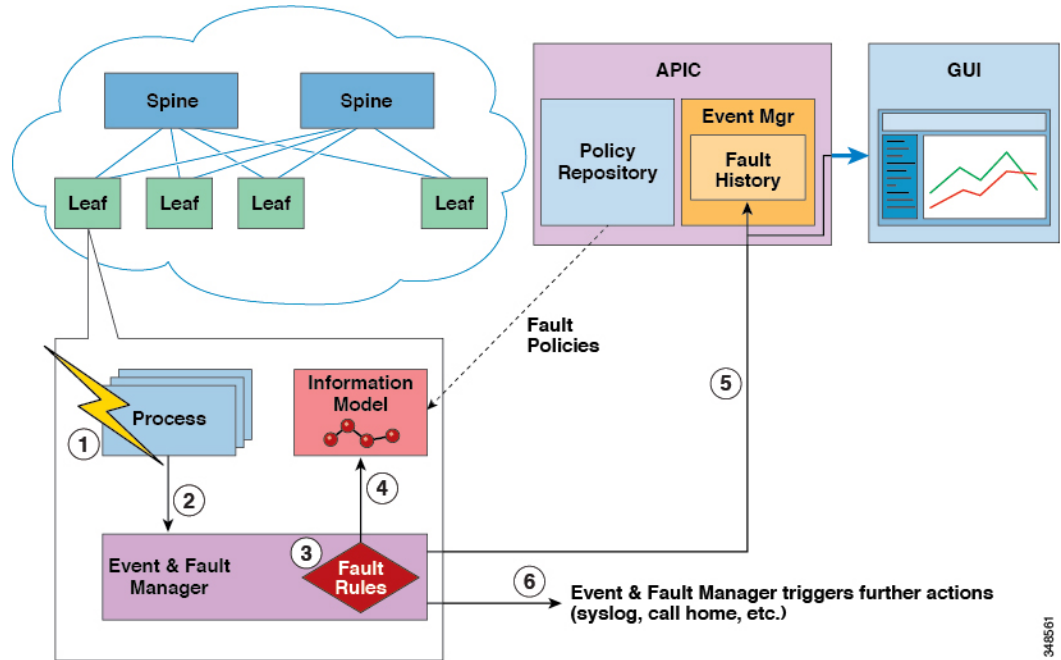 Spine
Spine
Leaf
Leaf
Leaf
Leaf
APIC
Policy
Repository
Event Mgr
Fault
History
GUI
Fault
Policies
1
Process
Information
Model
2
4
5
3
Event & Fault
Manager
Fault
Rules
6
Event & Fault Manager triggers further actions
(syslog, call home, etc.)
348561